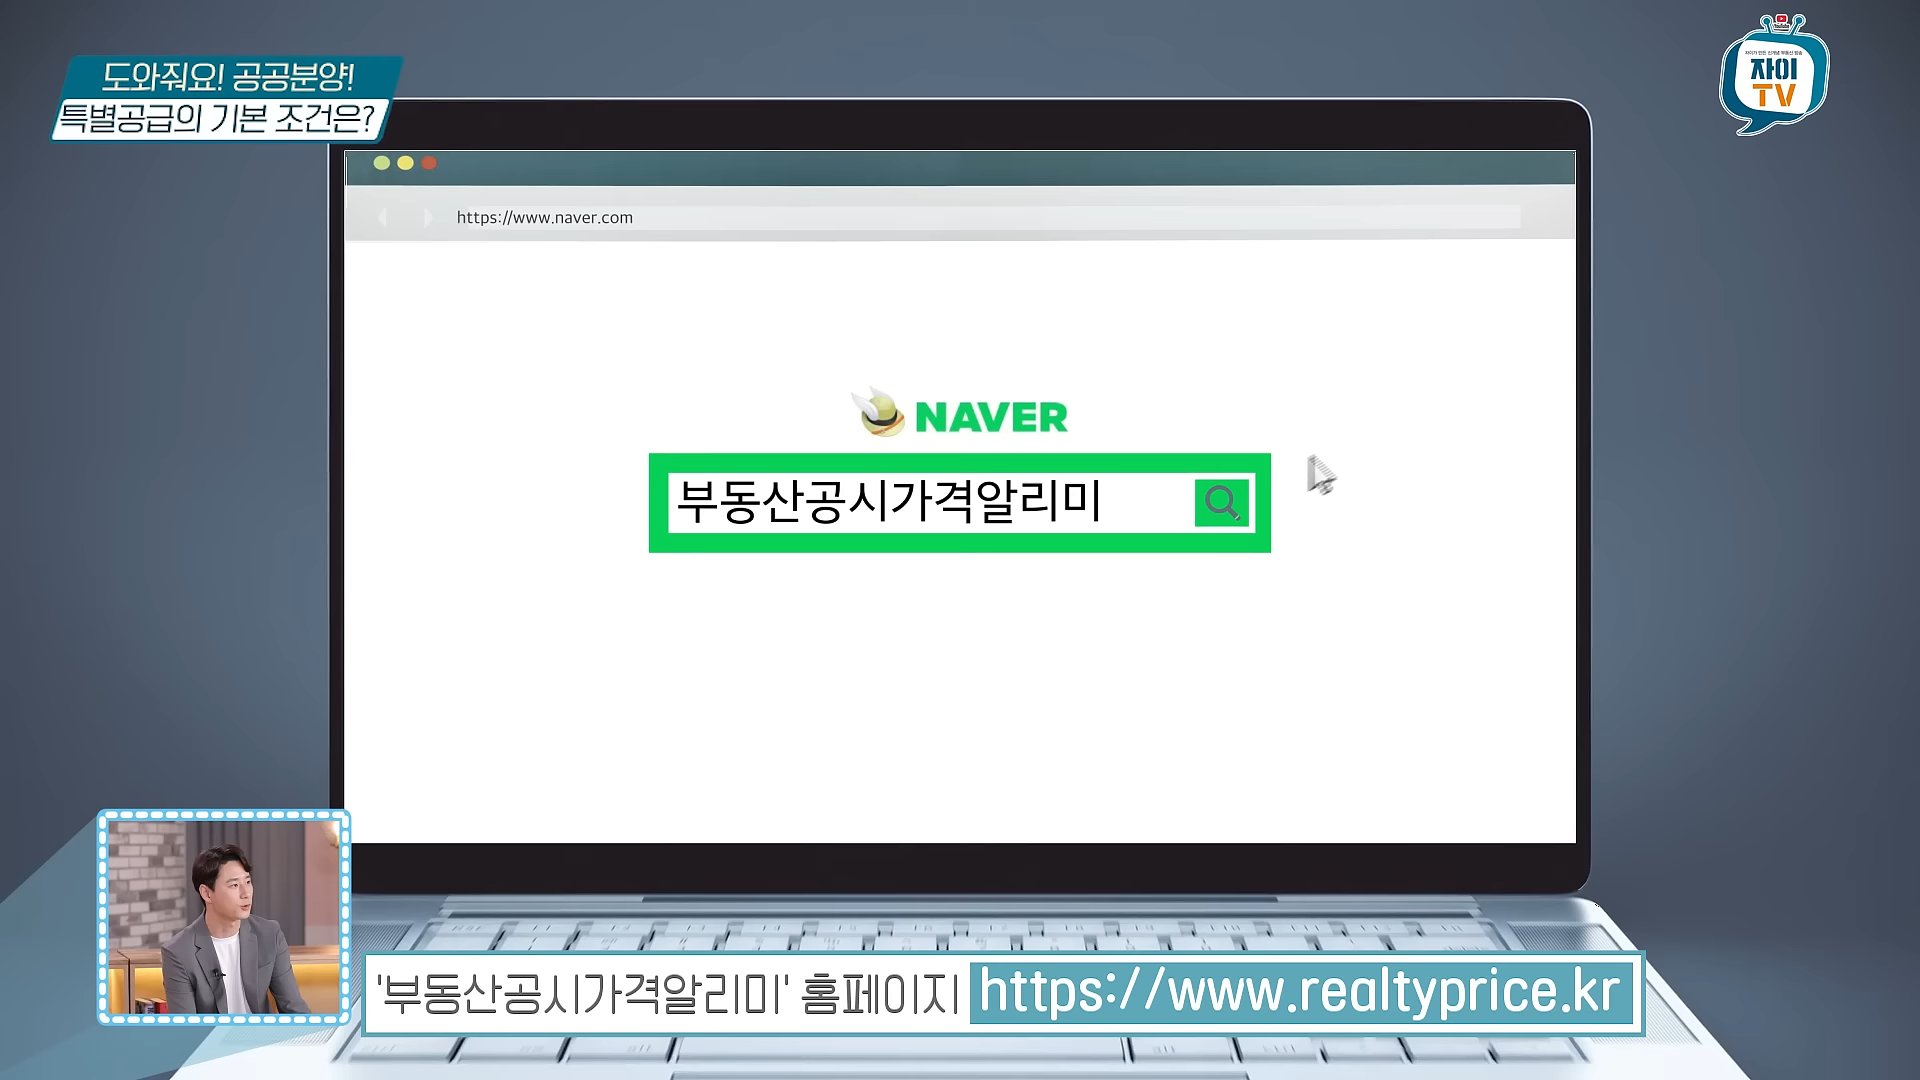 도와줘요! 공공분양!
특별공급의 기본 조건은?
자이
TV
https://www.naver.com
NAVER
부동산공시가격알리미
'부동산공시가격알리미' 홈페이지 https://www.realtyprice.kr